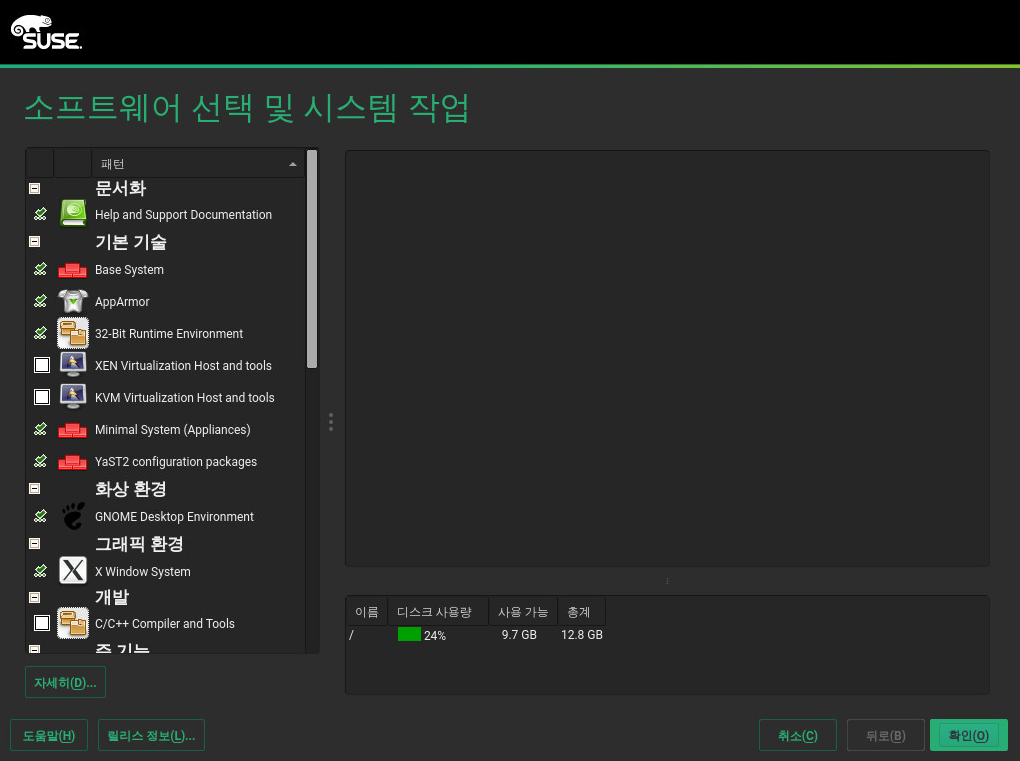 SUSE
소프트웨어 선택 및 시스템 작업
패턴
문서화
Help and Support Documentation
기본 기술
Base System
AppArmor
32-Bit Runtime Environment
XEN Virtualization Host and tools
KVM Virtualization Host and tools
Minimal System (Appliances)
YaST2 configuration packages
화상 환경
GNOME Desktop Environment
그래픽 환경
X Window System
개발
C/C++ Compiler and Tools
주 기능
자세히(D)...
이름 디스크 사용량 사용 가능 총계
/ 24% 9.7 GB 12.8 GB
도움말(H) 릴리스 정보(L)... 취소(C) 뒤로(B) 확인(O)